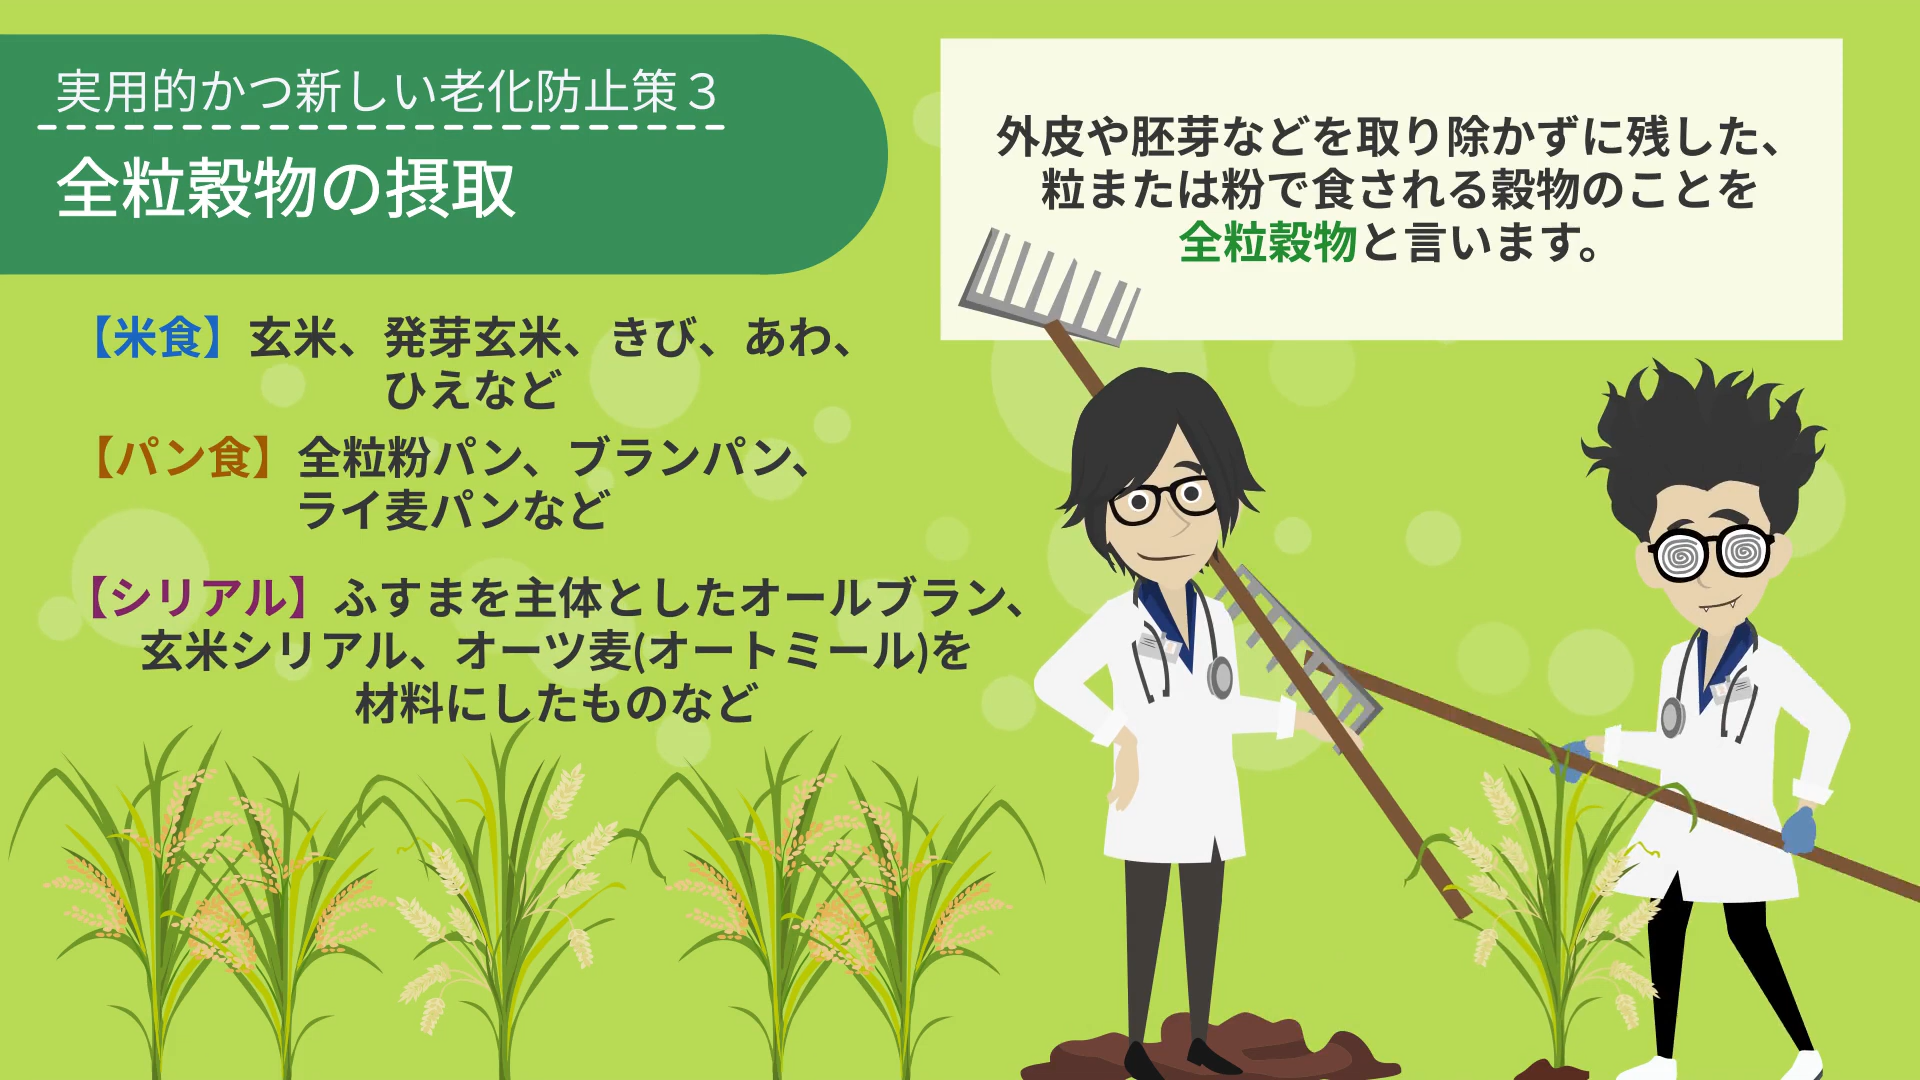 実用的かつ新しい老化防止策３
全粒穀物の摂取
外皮や胚芽などを取り除かずに残した、
粒または粉で食される穀物のことを
全粒穀物と言います。
【米食】玄米、発芽玄米、きび、あわ、
ひえなど
【パン食】全粒粉パン、ブランパン、
ライ麦パンなど
【シリアル】ふすまを主体としたオールブラン、
玄米シリアル、オーツ麦(オートミール)を
材料にしたものなど